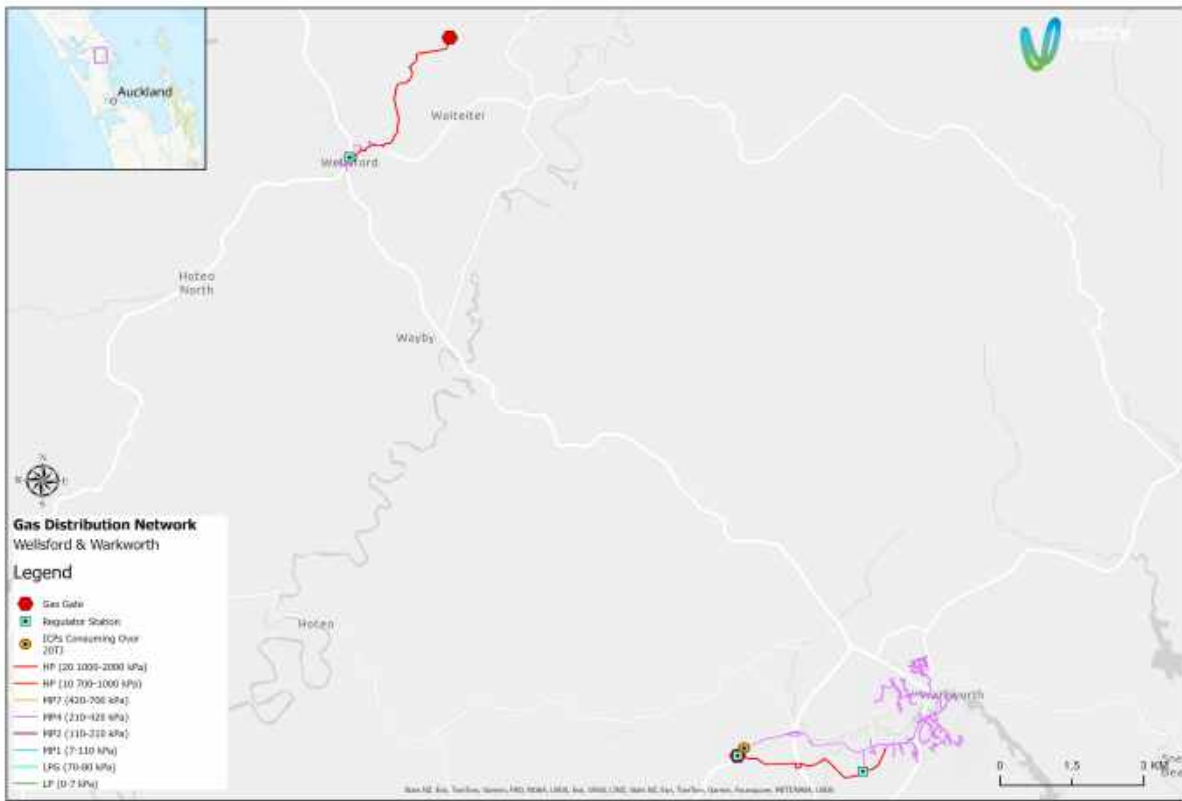 Auckland
vector
Waiteitei
Wellsford
Hoteo
North
Wayby
N
W
E
S
Gas Distribution Network
Wellsford & Warkworth
Legend
Gas Gate
Regulator Station
ICPs Consuming Over
20TJ
HP (20 1000-2000 kPa)
HP (10 700-1000 kPa)
MP7 (420-700 kPa)
MP4 (210-420 kPa)
MP2 (110-210 kPa)
MP1 (7-110 kPa)
LPG (70-80 kPa)
LP (0-7 kPa)
Hoteo
Warkworth
0 1.5 3 KM